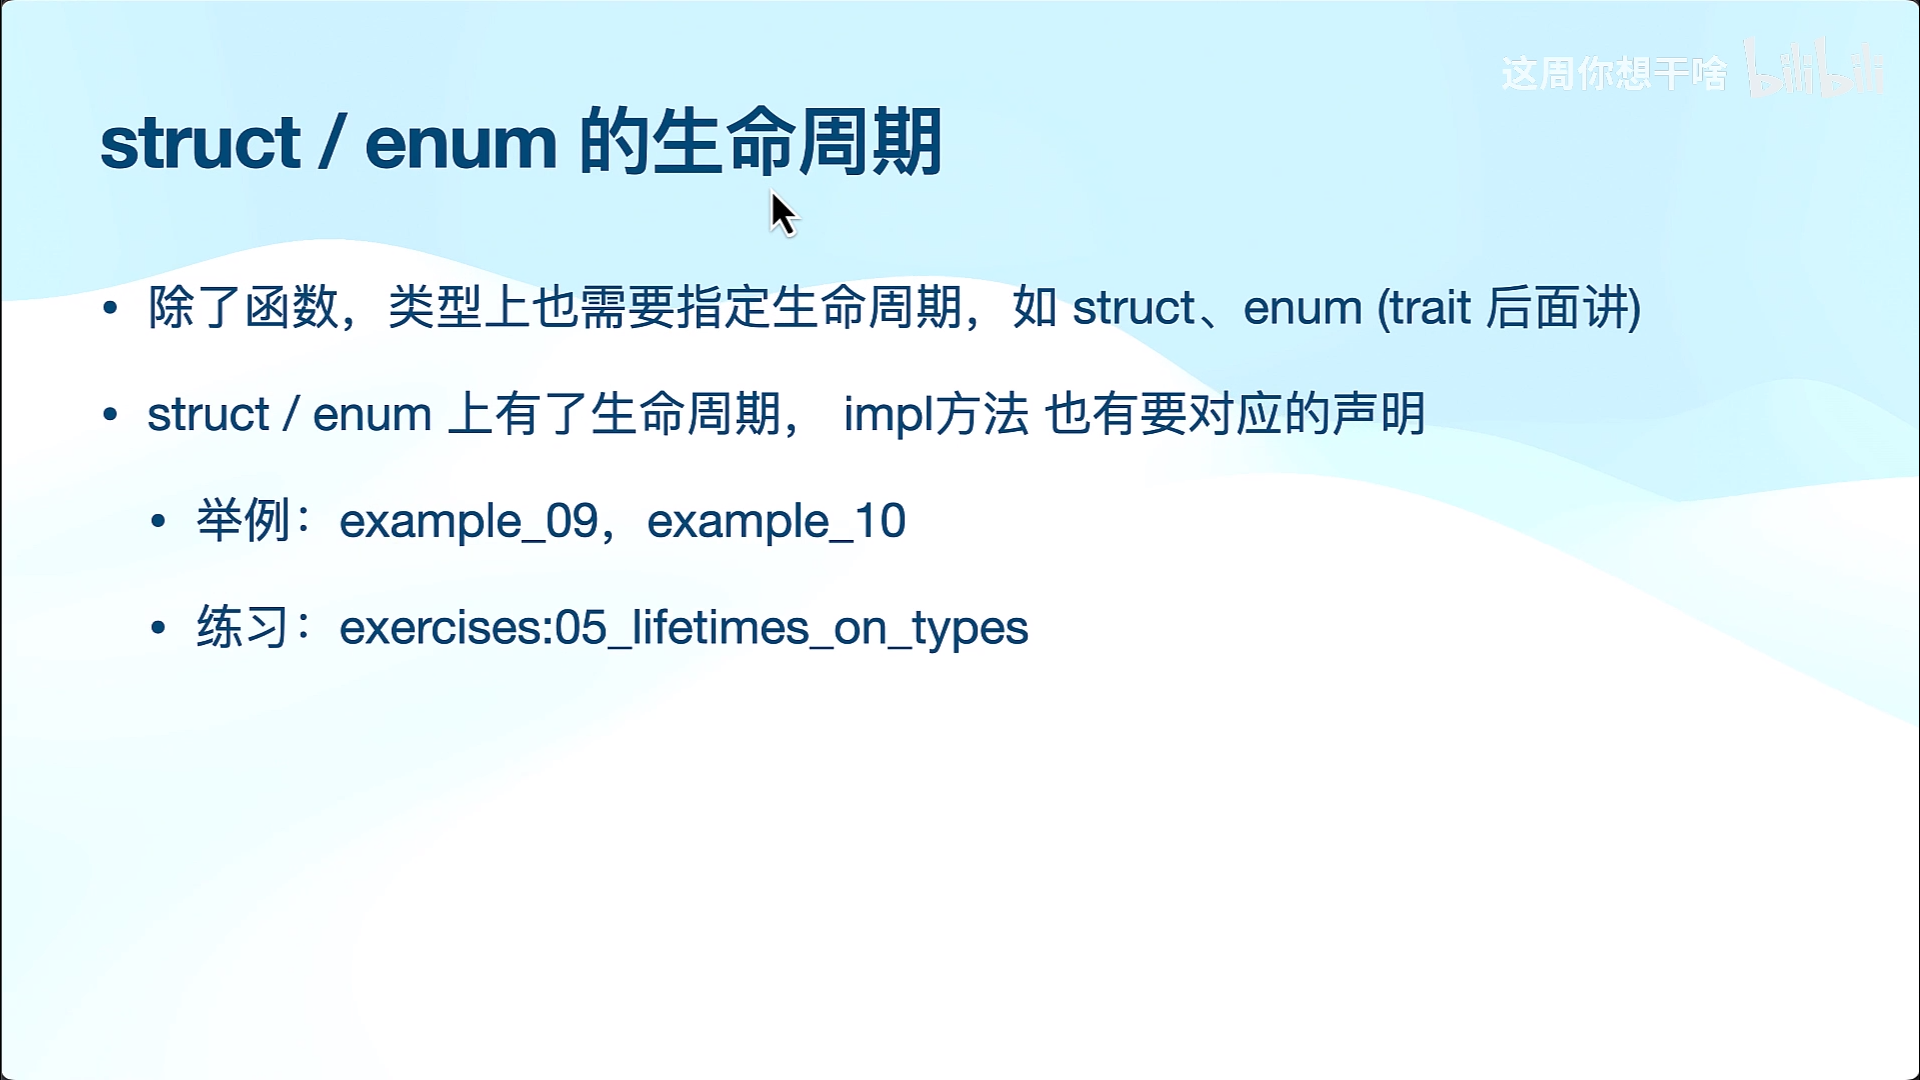 这周你想干啥 bilibili
struct / enum 的生命周期
• 除了函数，类型上也需要指定生命周期，如 struct、enum (trait 后面讲)
• struct / enum 上有了生命周期， impl方法 也有要对应的声明
• 举例：example_09，example_10
• 练习：exercises:05_lifetimes_on_types